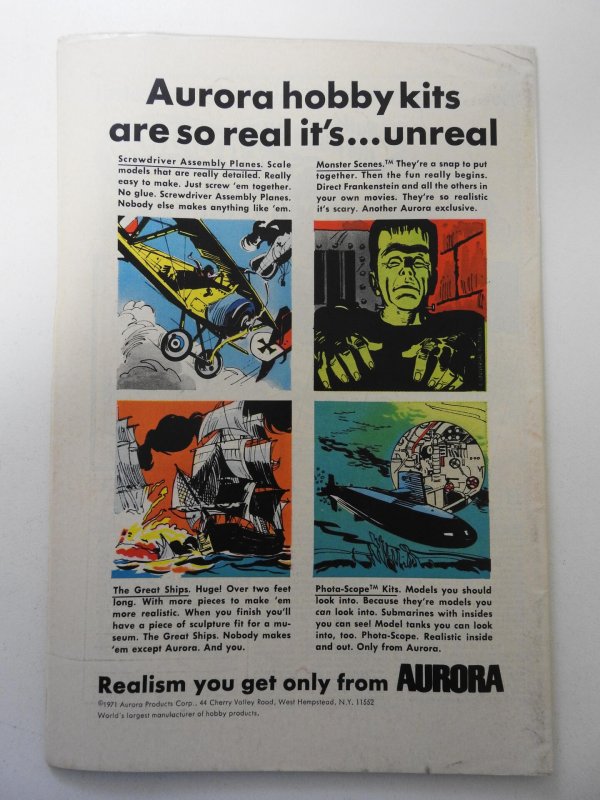 Aurora hobby kits
are so real it's...unreal
Screwdriver Assembly Planes. Scale
models that are really detailed. Really
easy to make. Just screw 'em together.
No glue. Screwdriver Assembly Planes.
Nobody else makes anything like 'em.
Monster Scenes.™ They're a snap to put
together. Then the fun really begins.
Direct Frankenstein and all the others in
your own movies. They're so realistic
it's scary. Another Aurora exclusive.
The Great Ships. Huge! Over two feet
long. With more pieces to make 'em
more realistic. When you finish you'll
have a piece of sculpture fit for a mu-
seum. The Great Ships. Nobody makes
'em except Aurora. And you.
Phota-Scope™ Kits. Models you should
look into. Because they're models you
can look into. Submarines with insides
you can see! Model tanks you can look
into, too. Phota-Scope. Realistic inside
and out. Only from Aurora.
Realism you get only from AURORA
©1971 Aurora Products Corp., 44 Cherry Valley Road, West Hempstead, N.Y. 11552
World's largest manufacturer of hobby products.